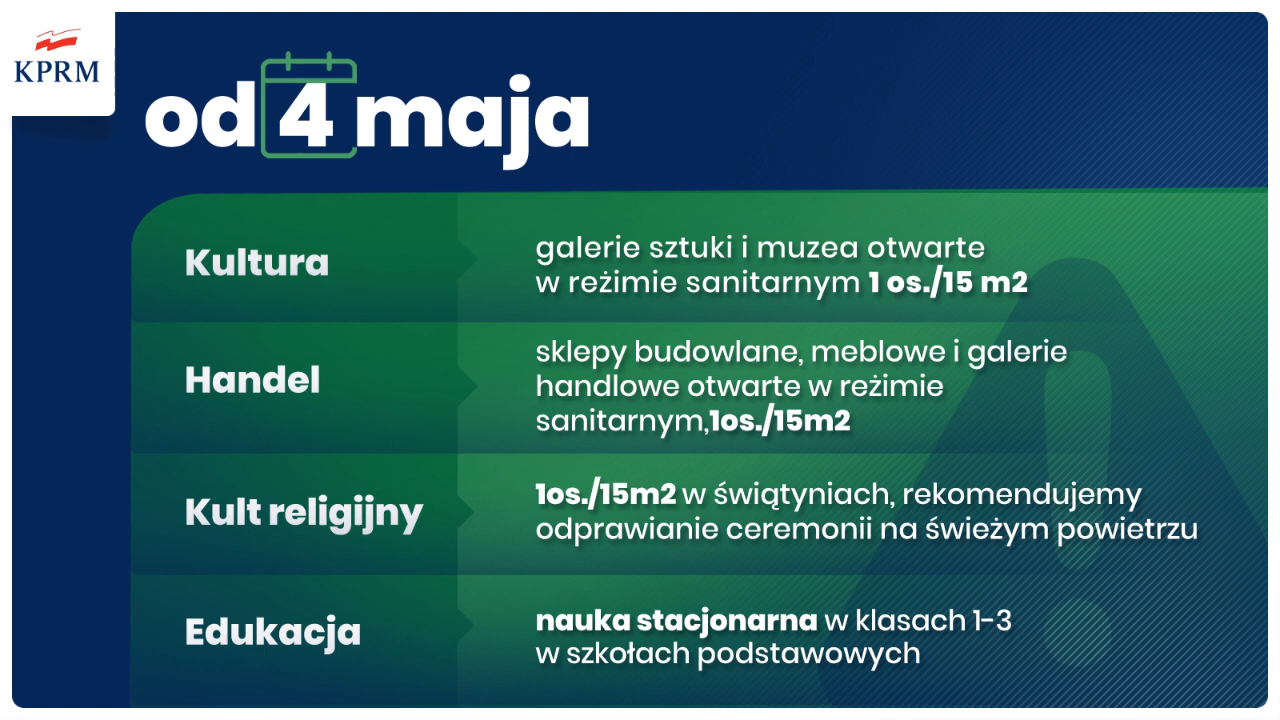 KPRM
od 4 maja
Kultura
galerie sztuki i muzea otwarte
w reżimie sanitarnym 1 os./15 m2
Handel
sklepy budowlane, meblowe i galerie
handlowe otwarte w reżimie
sanitarnym,1os./15m2
Kult religijny
1os./15m2 w świątyniach, rekomendujemy
odprawianie ceremonii na świeżym powietrzu
Edukacja
nauka stacjonarna w klasach 1-3
w szkołach podstawowych